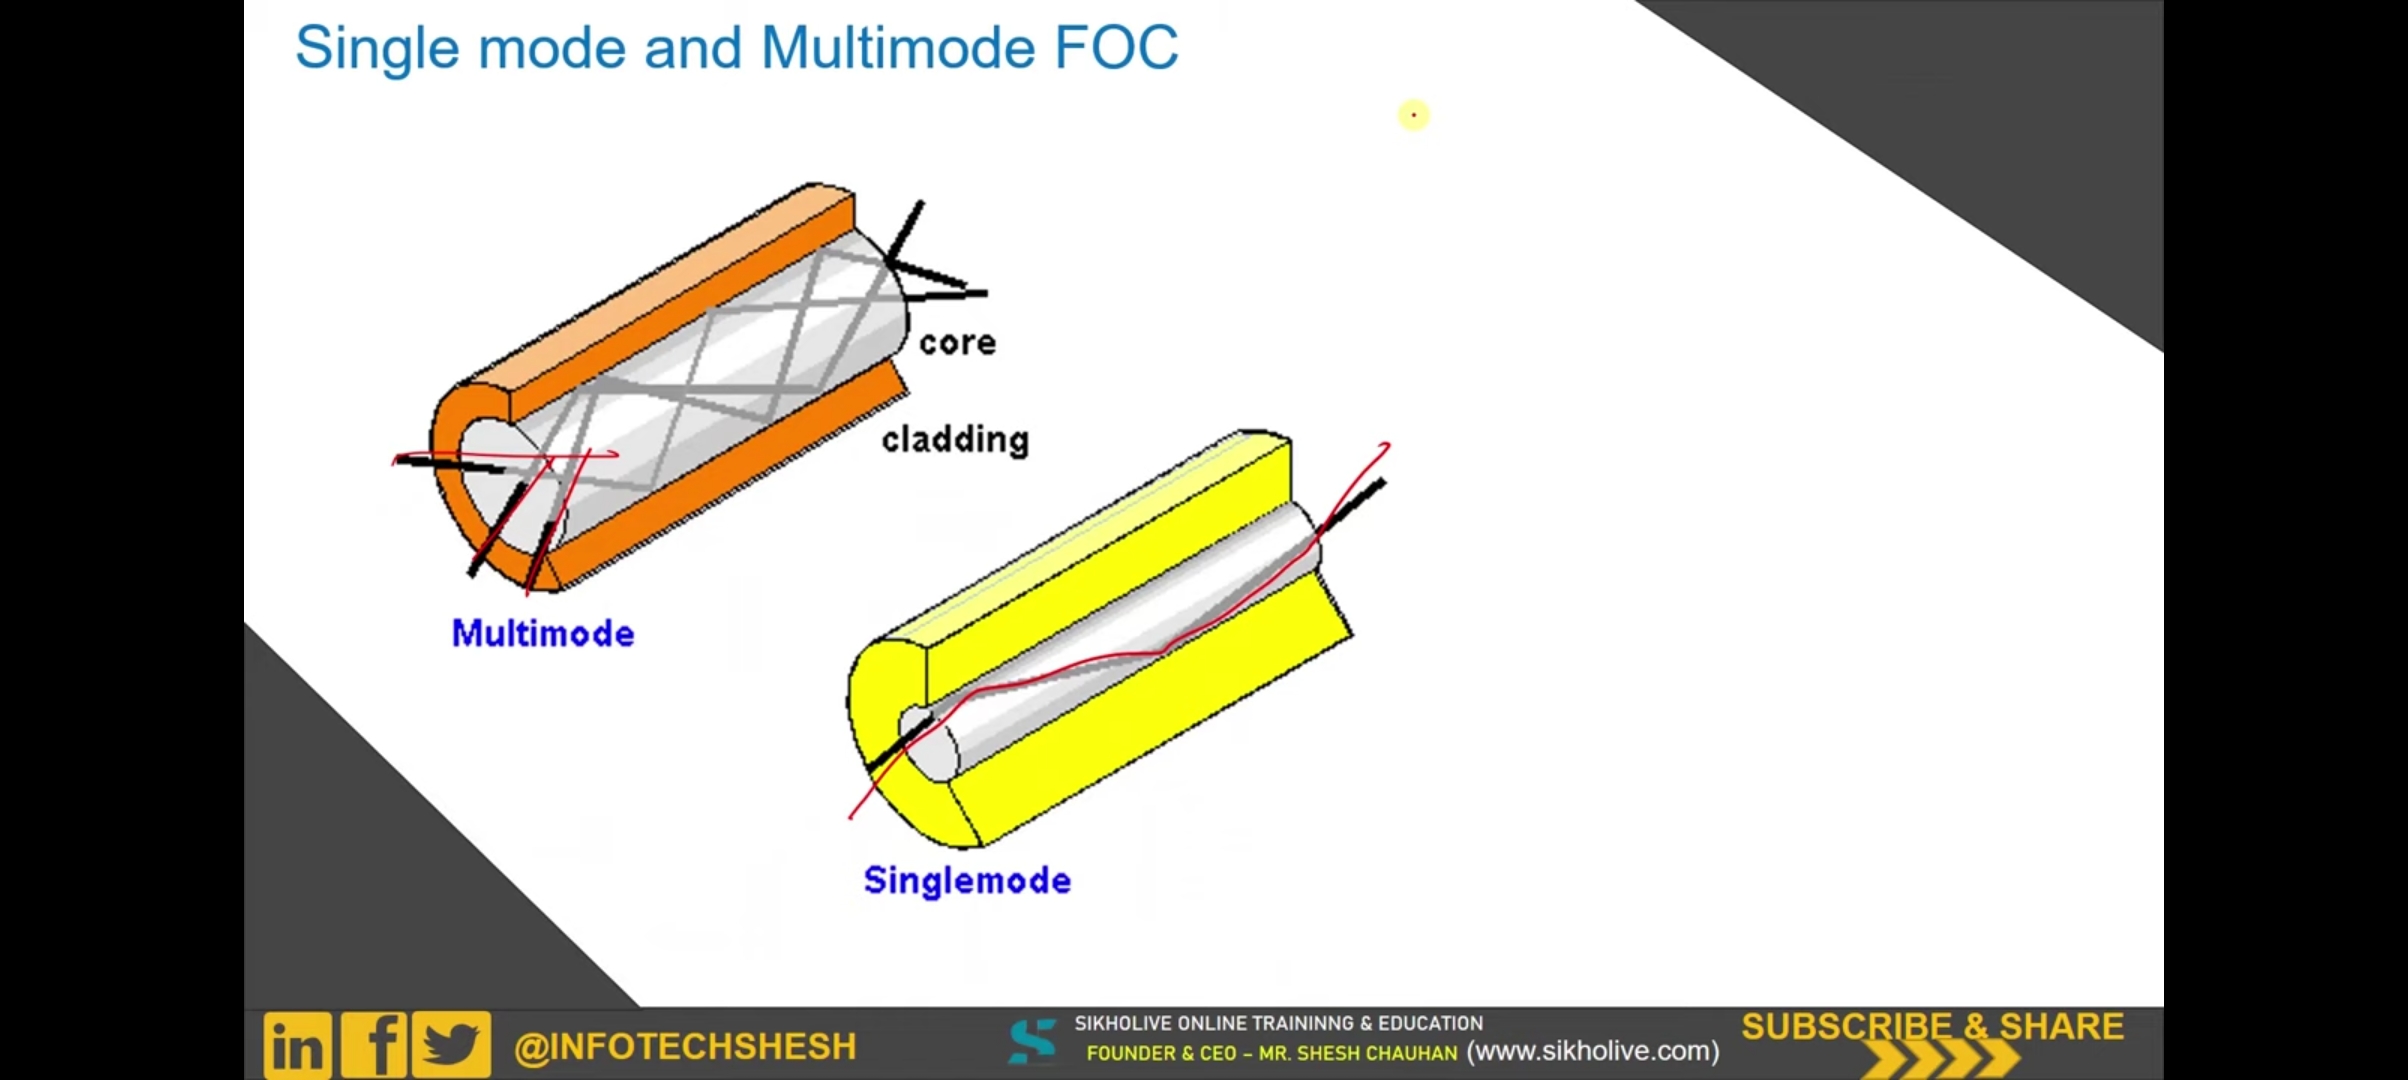 Single mode and Multimode FOC
core
cladding
Multimode
Singlemode
in f @INFOTECHSHESH
SIKHOLIVE ONLINE TRAININNG & EDUCATION
FOUNDER & CEO – MR. SHESH CHAUHAN (www.sikholive.com)
SUBSCRIBE & SHARE